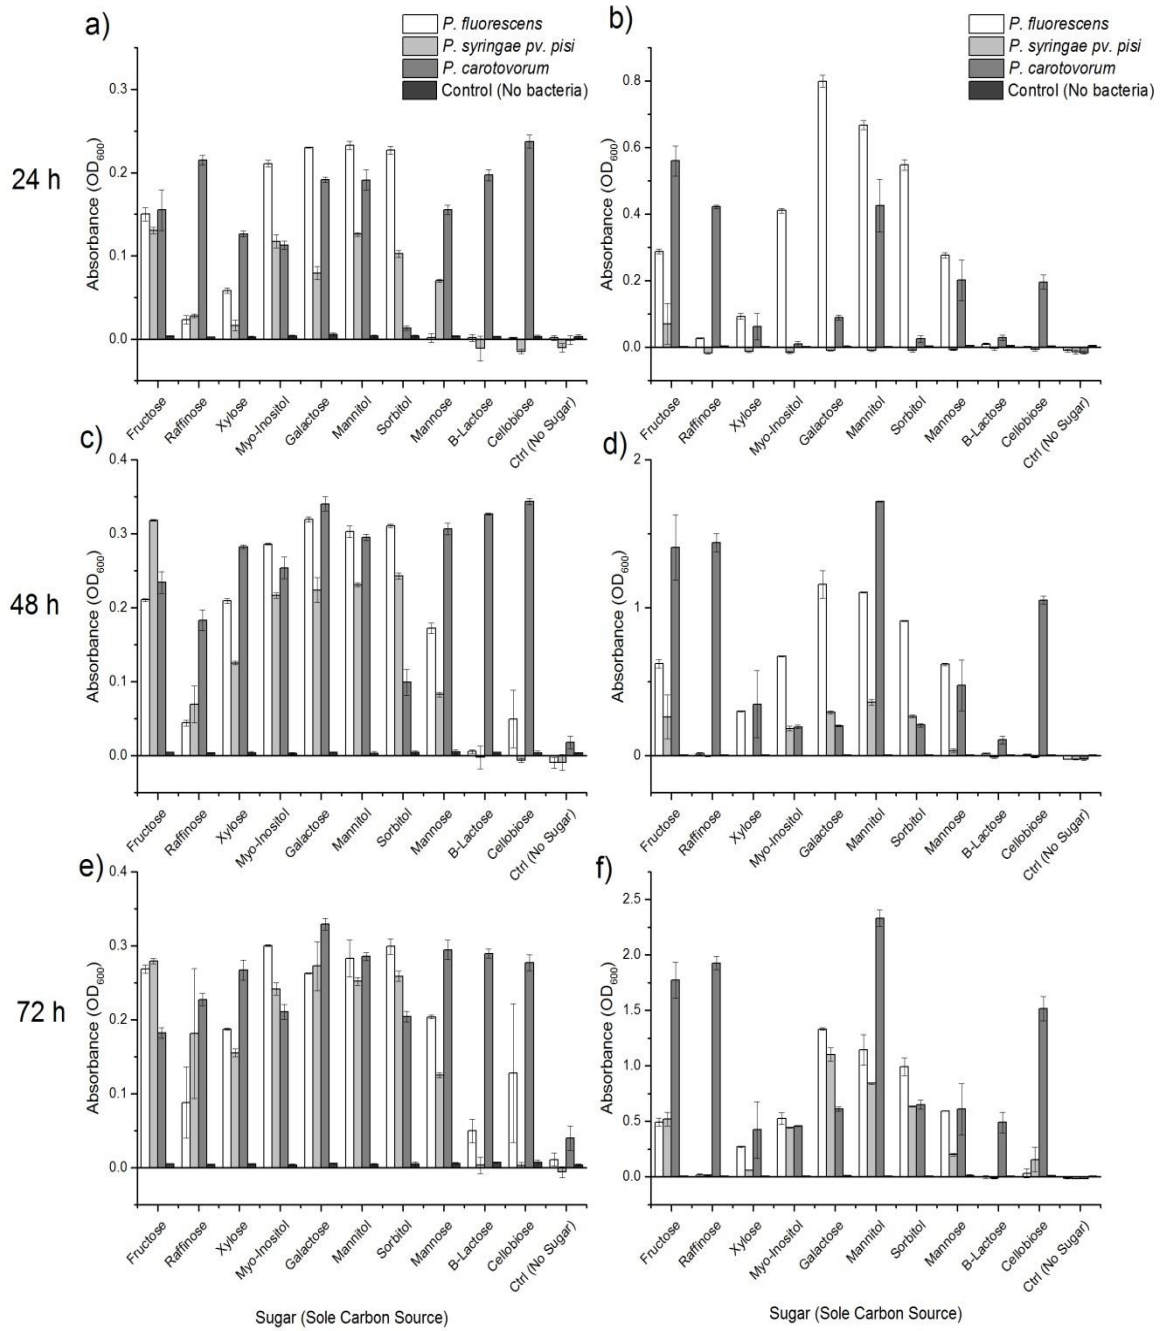 a)
P. fluorescens
P. syringae pv. pisi
P. carotovorum
Control (No bacteria)
0.3
0.2
0.1
0.0
Absorbance (OD600)
24 h
Fructose
Raffinose
Xylose
Myo-Inositol
Galactose
Mannitol
Sorbitol
Mannose
B-Lactose
Cellobiose
Ctrl (No Sugar)
b)
P. fluorescens
P. syringae pv. pisi
P. carotovorum
Control (No bacteria)
0.8
0.6
0.4
0.2
0.0
Absorbance (OD600)
Fructose
Raffinose
Xylose
Myo-Inositol
Galactose
Mannitol
Sorbitol
Mannose
B-Lactose
Cellobiose
Ctrl (No Sugar)
c)
0.4
0.3
0.2
0.1
0.0
Absorbance (OD600)
48 h
Fructose
Raffinose
Xylose
Myo-Inositol
Galactose
Mannitol
Sorbitol
Mannose
B-Lactose
Cellobiose
Ctrl (No Sugar)
d)
2
1
0
Absorbance (OD600)
Fructose
Raffinose
Xylose
Myo-Inositol
Galactose
Mannitol
Sorbitol
Mannose
B-Lactose
Cellobiose
Ctrl (No Sugar)
e)
0.4
0.3
0.2
0.1
0.0
Absorbance (OD600)
72 h
Fructose
Raffinose
Xylose
Myo-Inositol
Galactose
Mannitol
Sorbitol
Mannose
B-Lactose
Cellobiose
Ctrl (No Sugar)
Sugar (Sole Carbon Source)
f)
2.5
2.0
1.5
1.0
0.5
0.0
Absorbance (OD600)
Fructose
Raffinose
Xylose
Myo-Inositol
Galactose
Mannitol
Sorbitol
Mannose
B-Lactose
Cellobiose
Ctrl (No Sugar)
Sugar (Sole Carbon Source)